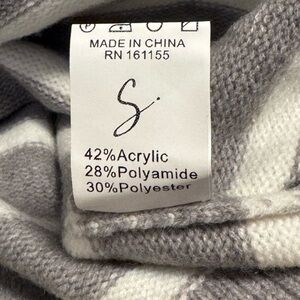 MADE IN CHINA
RN 161155
S.
42%Acrylic
28%Polyamide
30%Polyester